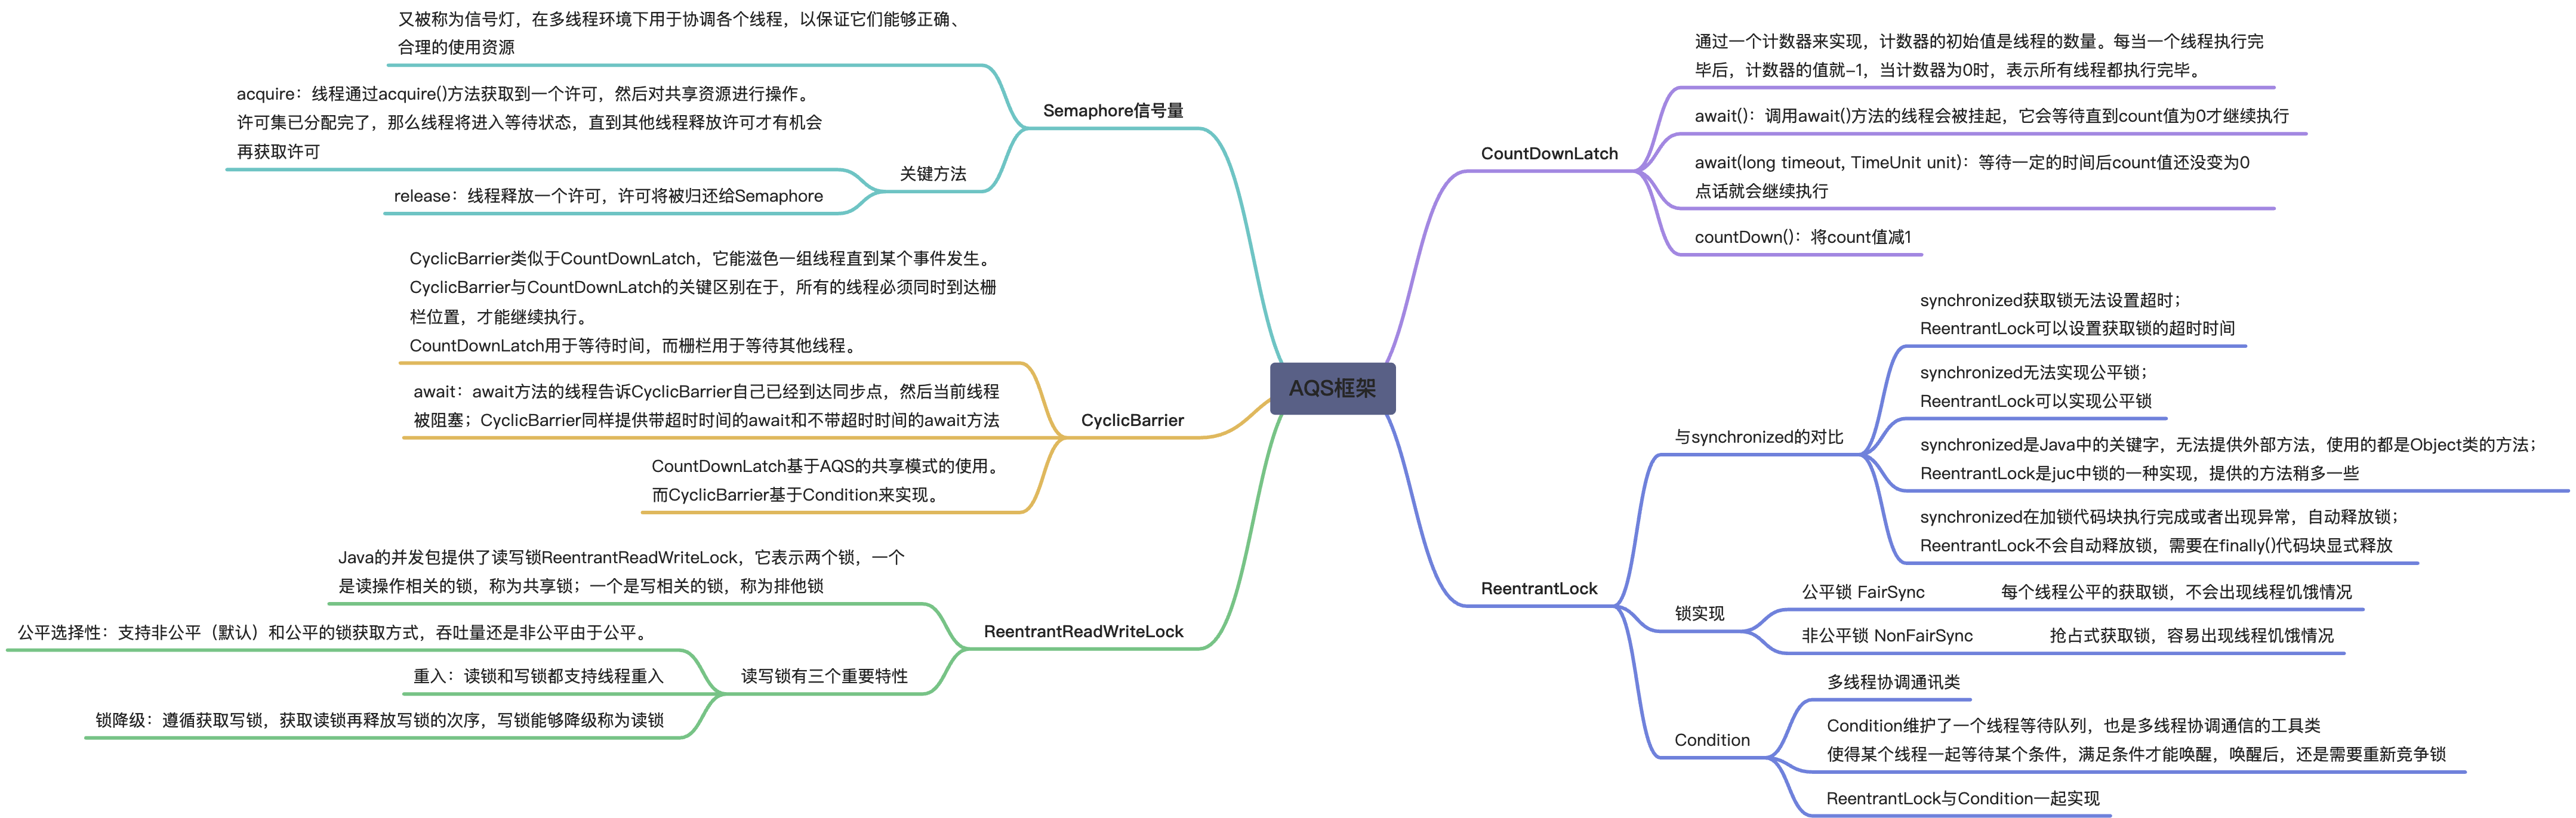 AQS框架
Semaphore信号量
又被称为信号灯，在多线程环境下用于协调各个线程，以保证它们能够正确、
合理的使用资源
关键方法
acquire：线程通过acquire()方法获取到一个许可，然后对共享资源进行操作。
许可集已分配完了，那么线程将进入等待状态，直到其他线程释放许可才有机会
再获取许可
release：线程释放一个许可，许可将被归还给Semaphore
CyclicBarrier
CyclicBarrier类似于CountDownLatch，它能滋色一组线程直到某个事件发生。
CyclicBarrier与CountDownLatch的关键区别在于，所有的线程必须同时到达栅
栏位置，才能继续执行。
CountDownLatch用于等待时间，而栅栏用于等待其他线程。
await：await方法的线程告诉CyclicBarrier自己已经到达同步点，然后当前线程
被阻塞；CyclicBarrier同样提供带超时时间的await和不带超时时间的await方法
CountDownLatch基于AQS的共享模式的使用。
而CyclicBarrier基于Condition来实现。
ReentrantReadWriteLock
Java的并发包提供了读写锁ReentrantReadWriteLock，它表示两个锁，一个
是读操作相关的锁，称为共享锁；一个是写相关的锁，称为排他锁
读写锁有三个重要特性
公平选择性：支持非公平（默认）和公平的锁获取方式，吞吐量还是非公平由于公平。
重入：读锁和写锁都支持线程重入
锁降级：遵循获取写锁，获取读锁再释放写锁的次序，写锁能够降级称为读锁
CountDownLatch
通过一个计数器来实现，计数器的初始值是线程的数量。每当一个线程执行完
毕后，计数器的值就-1，当计数器为0时，表示所有线程都执行完毕。
await()：调用await()方法的线程会被挂起，它会等待直到count值为0才继续执行
await(long timeout, TimeUnit unit)：等待一定的时间后count值还没变为0
点话就会继续执行
countDown()：将count值减1
ReentrantLock
与synchronized的对比
synchronized获取锁无法设置超时；
ReentrantLock可以设置获取锁的超时时间
synchronized无法实现公平锁；
ReentrantLock可以实现公平锁
synchronized是Java中的关键字，无法提供外部方法，使用的都是Object类的方法；
ReentrantLock是juc中锁的一种实现，提供的方法稍多一些
synchronized在加锁代码块执行完成或者出现异常，自动释放锁；
ReentrantLock不会自动释放锁，需要在finally()代码块显式释放
锁实现
公平锁 FairSync 每个线程公平的获取锁，不会出现线程饥饿情况
非公平锁 NonFairSync 抢占式获取锁，容易出现线程饥饿情况
Condition
多线程协调通讯类
Condition维护了一个线程等待队列，也是多线程协调通信的工具类
使得某个线程一起等待某个条件，满足条件才能唤醒，唤醒后，还是需要重新竞争锁
ReentrantLock与Condition一起实现